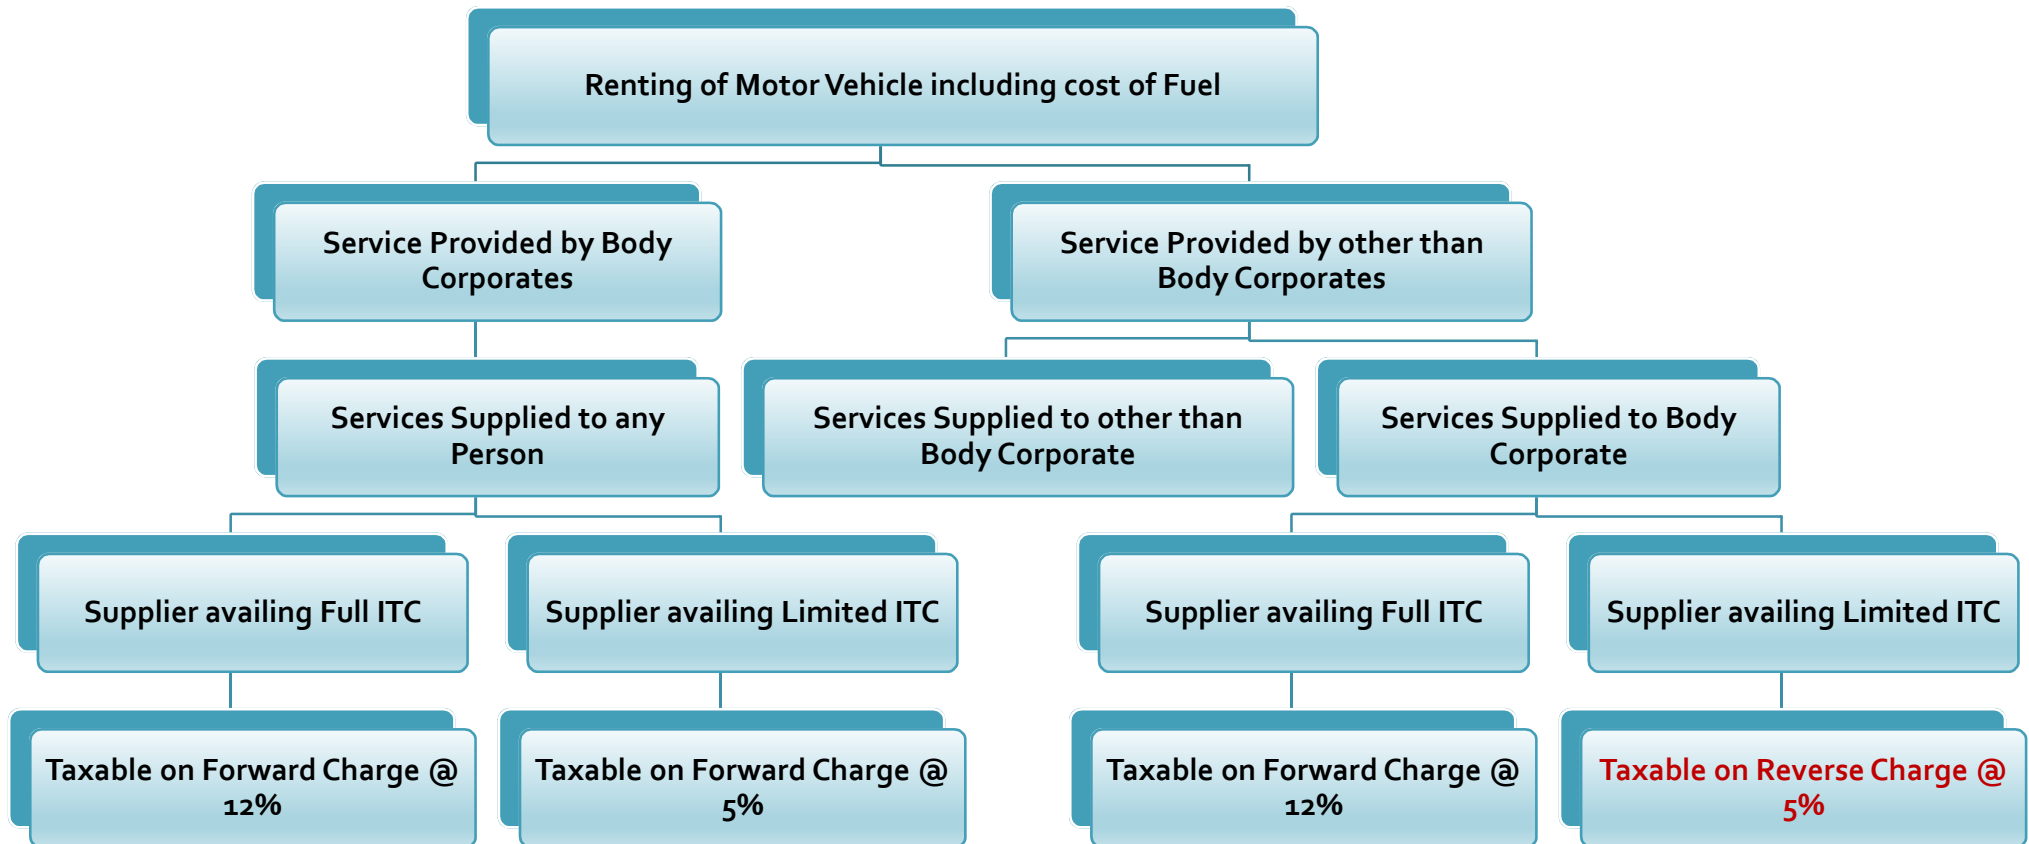 Renting of Motor Vehicle including cost of Fuel
Service Provided by Body
Corporates
Service Provided by other than
Body Corporates
Services Supplied to any
Person
Services Supplied to other than
Body Corporate
Services Supplied to Body
Corporate
Supplier availing Full ITC
Supplier availing Limited ITC
Supplier availing Full ITC
Supplier availing Limited ITC
Taxable on Forward Charge @
12%
Taxable on Forward Charge @
5%
Taxable on Forward Charge @
12%
Taxable on Reverse Charge @
5%